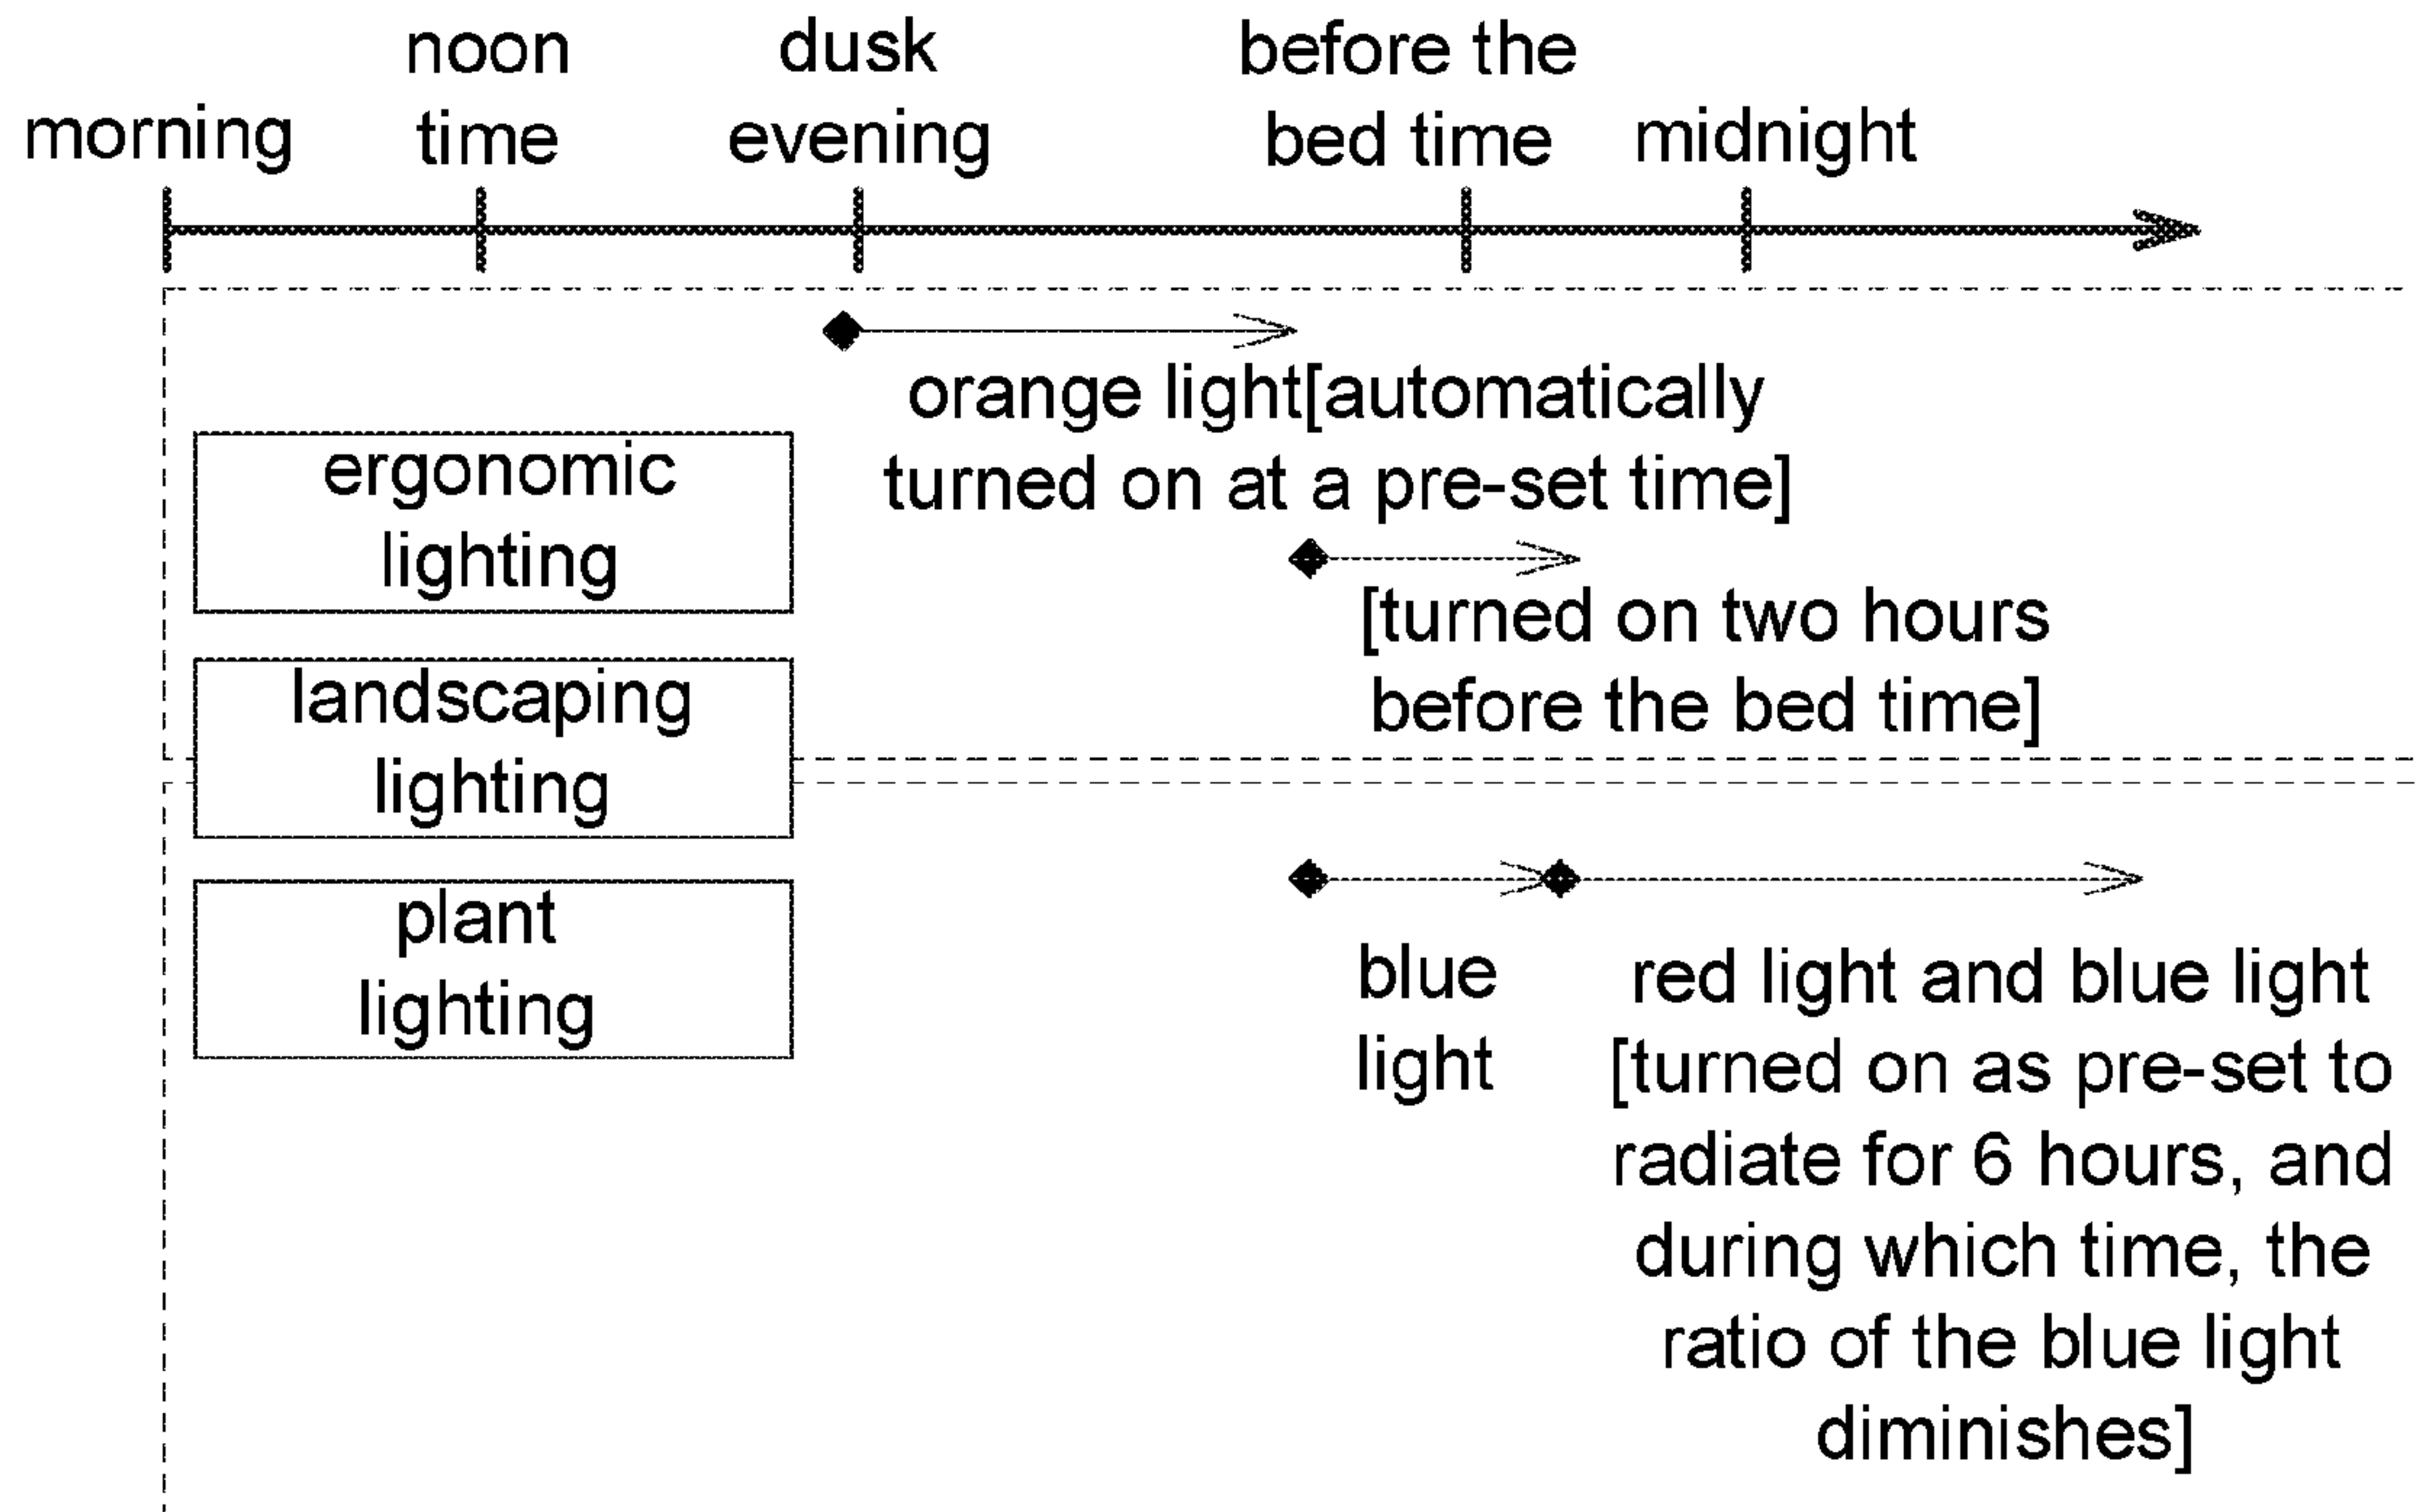 morning
noon
time
dusk
evening
before the
bed time
midnight
orange light[automatically
turned on at a pre-set time]
ergonomic
lighting
[turned on two hours
before the bed time]
landscaping
lighting
plant
lighting
blue
light
red light and blue light
[turned on as pre-set to
radiate for 6 hours, and
during which time, the
ratio of the blue light
diminishes]